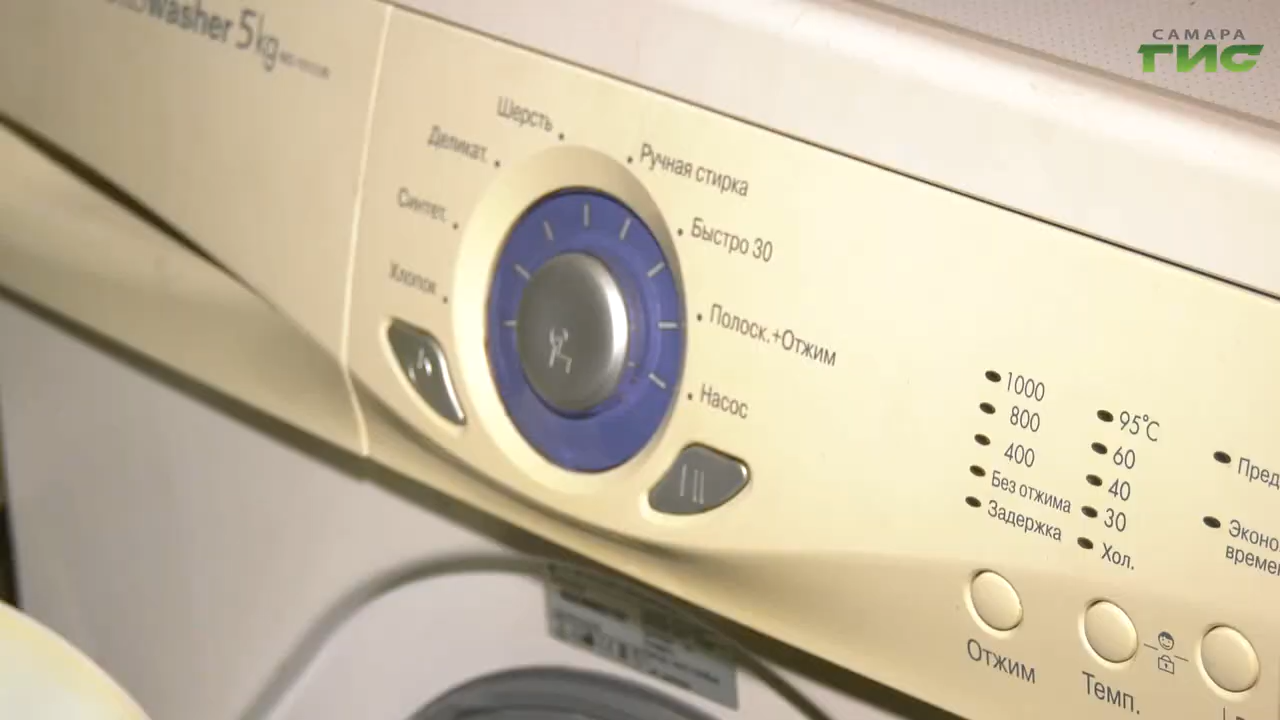 САМАРА
ГИС
washer 5kg
Шерсть
Деликат.
Синтет.
Хлопок
Ручная стирка
Быстро 30
Полоск.+Отжим
Насос
1000
800
400
Без отжима
Задержка
95°C
60
40
30
Хол.
Отжим
Темп.